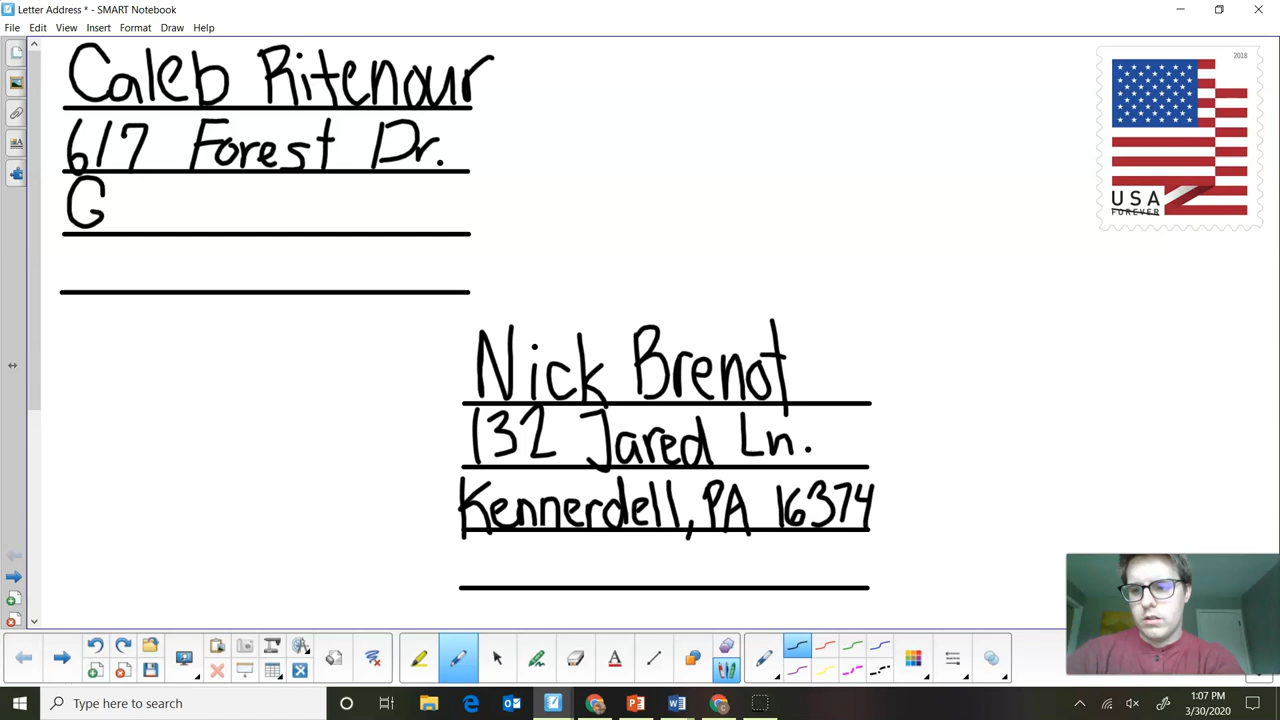 Letter Address * - SMART Notebook
File Edit View Insert Format Draw Help
Caleb Ritenour
617 Forest Dr.
G
2018
USA
FOREVER
Nick Brenot
132 Jared Ln.
Kennerdell, PA 16374
Type here to search
1:07 PM
3/30/2020